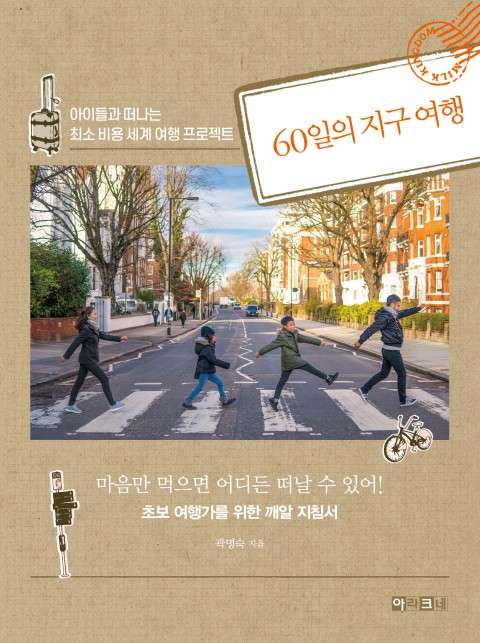 MILK KINGDOM
아이들과 떠나는
최소 비용 세계 여행 프로젝트
60일의 지구 여행
마음만 먹으면 어디든 떠날 수 있어!
초보 여행가를 위한 깨알 지침서
곽명숙 지음
아라크네